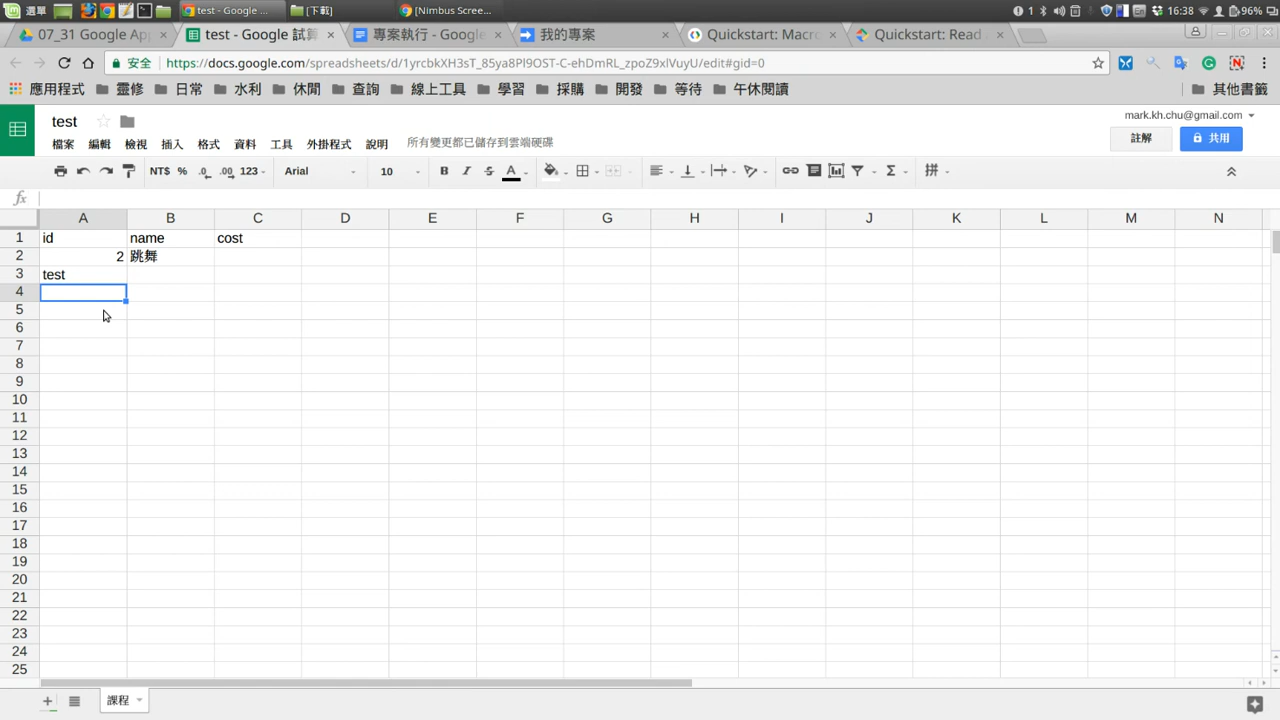 選單 test - Google ... [下載] [Nimbus Scree... 1 En 16:38 96%
07_31 Google App × test - Google 試算 × 專案執行 - Google × 我的專案 × Quickstart: Macro × Quickstart: Read ×
安全 https://docs.google.com/spreadsheets/d/1yrcbkXH3sT_85ya8Pl9OST-C-ehDmRL_zpoZ9xlVuyU/edit#gid=0
應用程式 靈修 日常 水利 休閒 查詢 線上工具 學習 採購 開發 等待 午休閱讀 其他書籤
test mark.kh.chu@gmail.com
檔案 編輯 檢視 插入 格式 資料 工具 外掛程式 說明 所有變更都已儲存到雲端硬碟 註解 共用
NT$ % .0 .00 123 Arial 10 B I S A Σ 拼
fx
A B C D E F G H I J K L M N
1 id name cost
2 2 跳舞
3 test
4
5
6
7
8
9
10
11
12
13
14
15
16
17
18
19
20
21
22
23
24
25
+ 課程